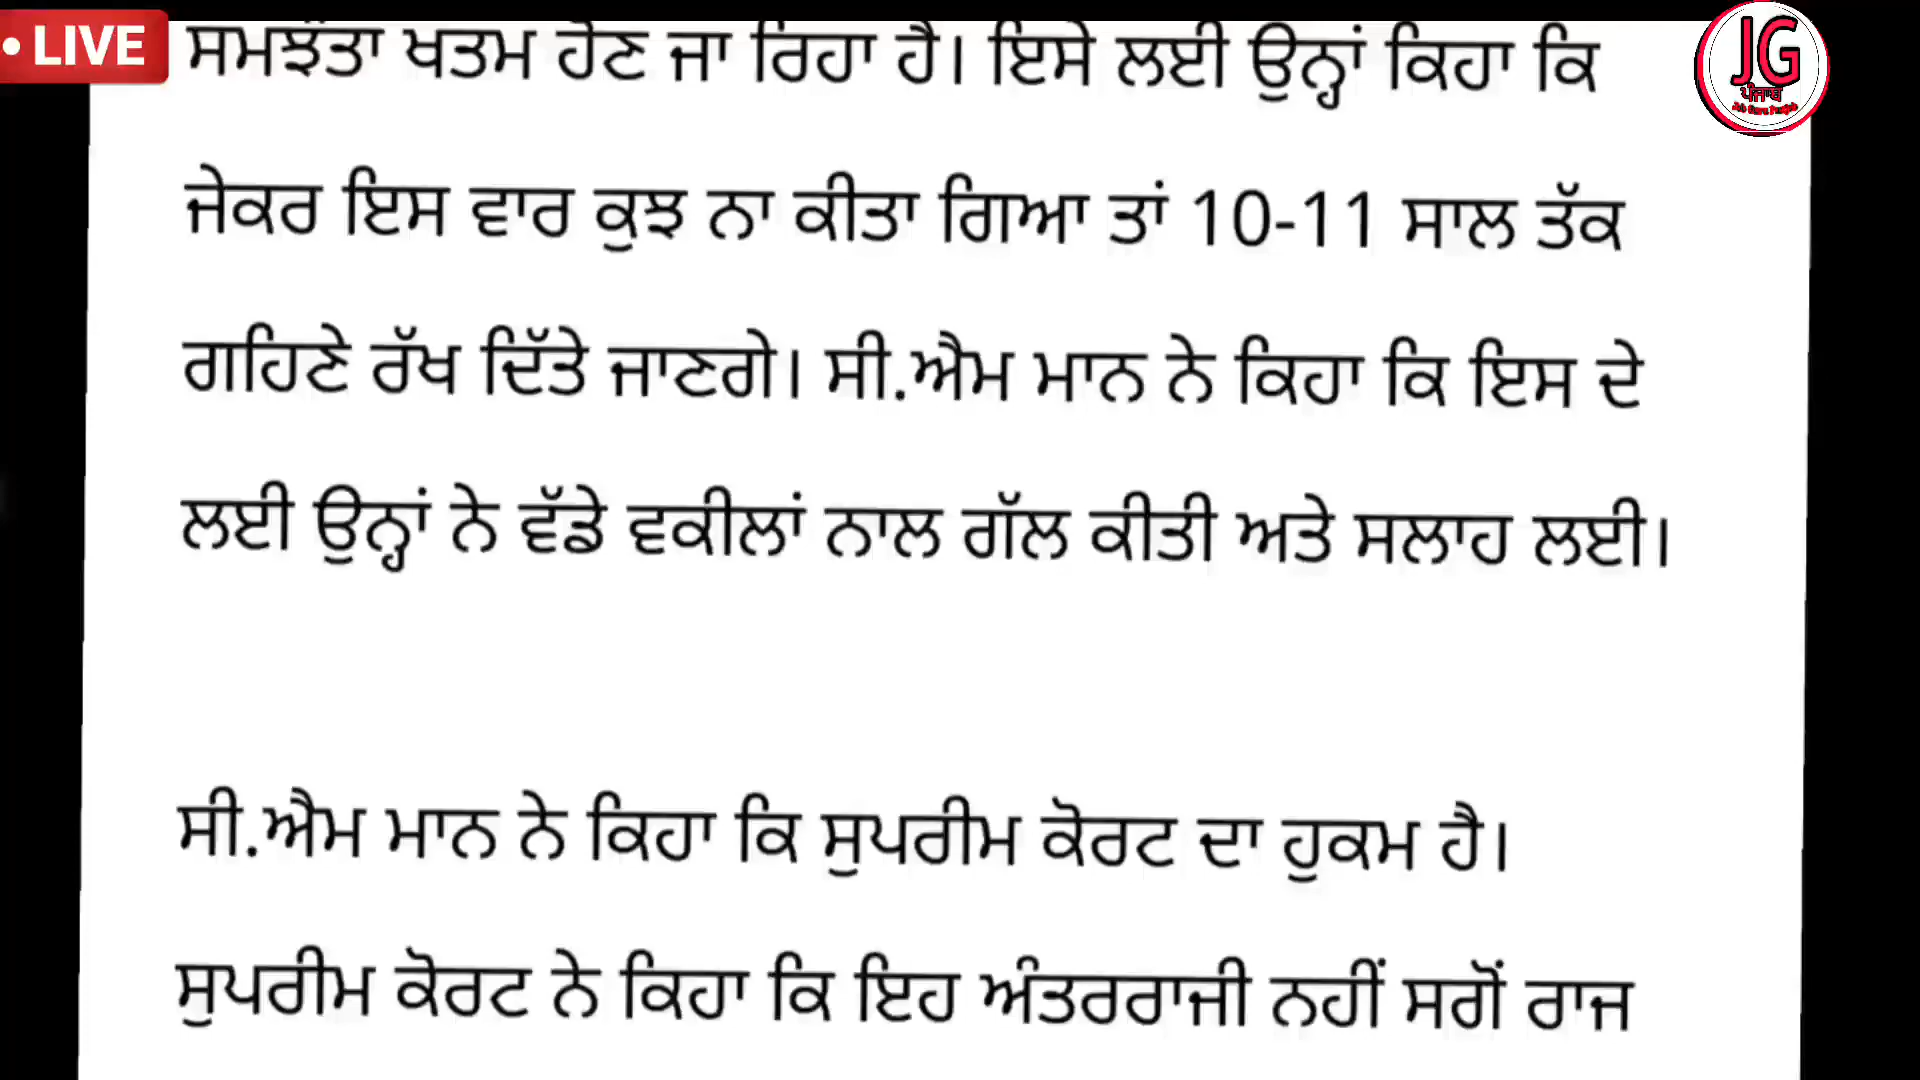 • LIVE
ਸਮਝੌਤਾ ਖਤਮ ਹੋਣ ਜਾ ਰਿਹਾ ਹੈ। ਇਸੇ ਲਈ ਉਨ੍ਹਾਂ ਕਿਹਾ ਕਿ
JG
ਪੰਜਾਬ
ਜੇਕਰ ਇਸ ਵਾਰ ਕੁਝ ਨਾ ਕੀਤਾ ਗਿਆ ਤਾਂ 10-11 ਸਾਲ ਤੱਕ
ਗਹਿਣੇ ਰੱਖ ਦਿੱਤੇ ਜਾਣਗੇ। ਸੀ.ਐਮ ਮਾਨ ਨੇ ਕਿਹਾ ਕਿ ਇਸ ਦੇ
ਲਈ ਉਨ੍ਹਾਂ ਨੇ ਵੱਡੇ ਵਕੀਲਾਂ ਨਾਲ ਗੱਲ ਕੀਤੀ ਅਤੇ ਸਲਾਹ ਲਈ।
ਸੀ.ਐਮ ਮਾਨ ਨੇ ਕਿਹਾ ਕਿ ਸੁਪਰੀਮ ਕੋਰਟ ਦਾ ਹੁਕਮ ਹੈ।
ਸੁਪਰੀਮ ਕੋਰਟ ਨੇ ਕਿਹਾ ਕਿ ਇਹ ਅੰਤਰਰਾਜੀ ਨਹੀਂ ਸਗੋਂ ਰਾਜ